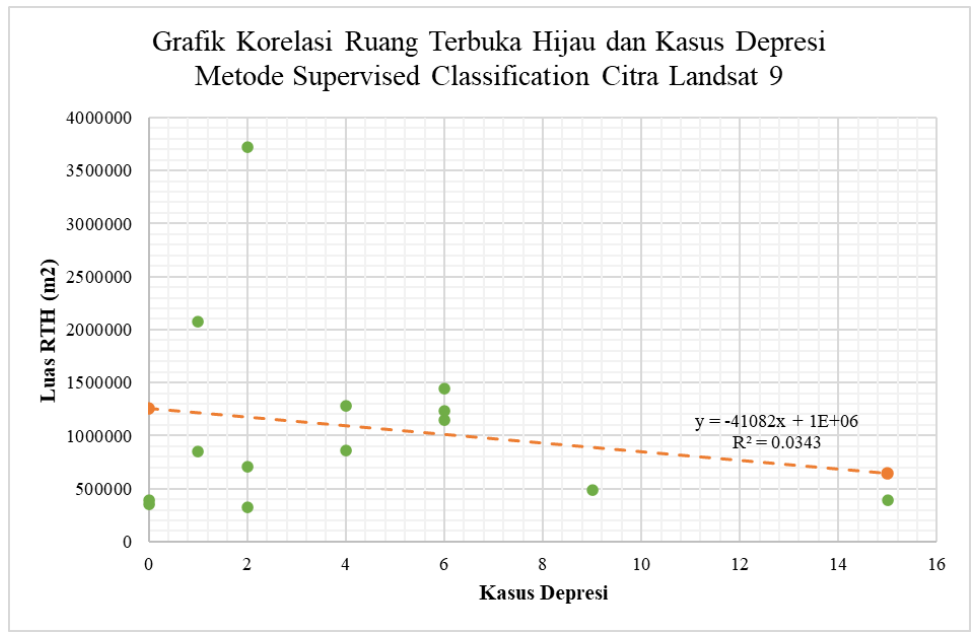 Grafik Korelasi Ruang Terbuka Hijau dan Kasus Depresi
Metode Supervised Classification Citra Landsat 9
4000000
3500000
3000000
2500000
2000000
1500000
1000000
500000
0
Luas RTH (m2)
y = -41082x + 1E+06
R² = 0.0343
0 2 4 6 8 10 12 14 16
Kasus Depresi